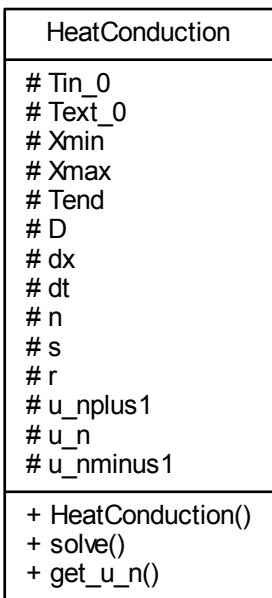 HeatConduction
# Tin_0
# Text_0
# Xmin
# Xmax
# Tend
# D
# dx
# dt
# n
# s
# r
# u_nplus1
# u_n
# u_nminus1
+ HeatConduction()
+ solve()
+ get_u_n()